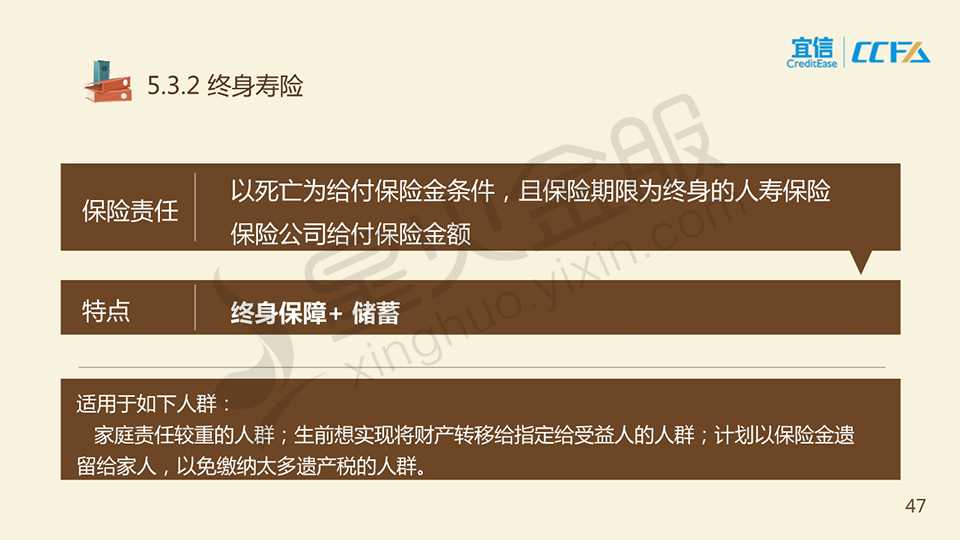 宜信
CreditEase
CCFA
5.3.2 终身寿险
保险责任
以死亡为给付保险金条件，且保险期限为终身的人寿保险
保险公司给付保险金额
特点
终身保障+ 储蓄
适用于如下人群：
家庭责任较重的人群；生前想实现将财产转移给指定给受益人的人群；计划以保险金遗
留给家人，以免缴纳太多遗产税的人群。
星火金服
xinghuo.yixin.com
47